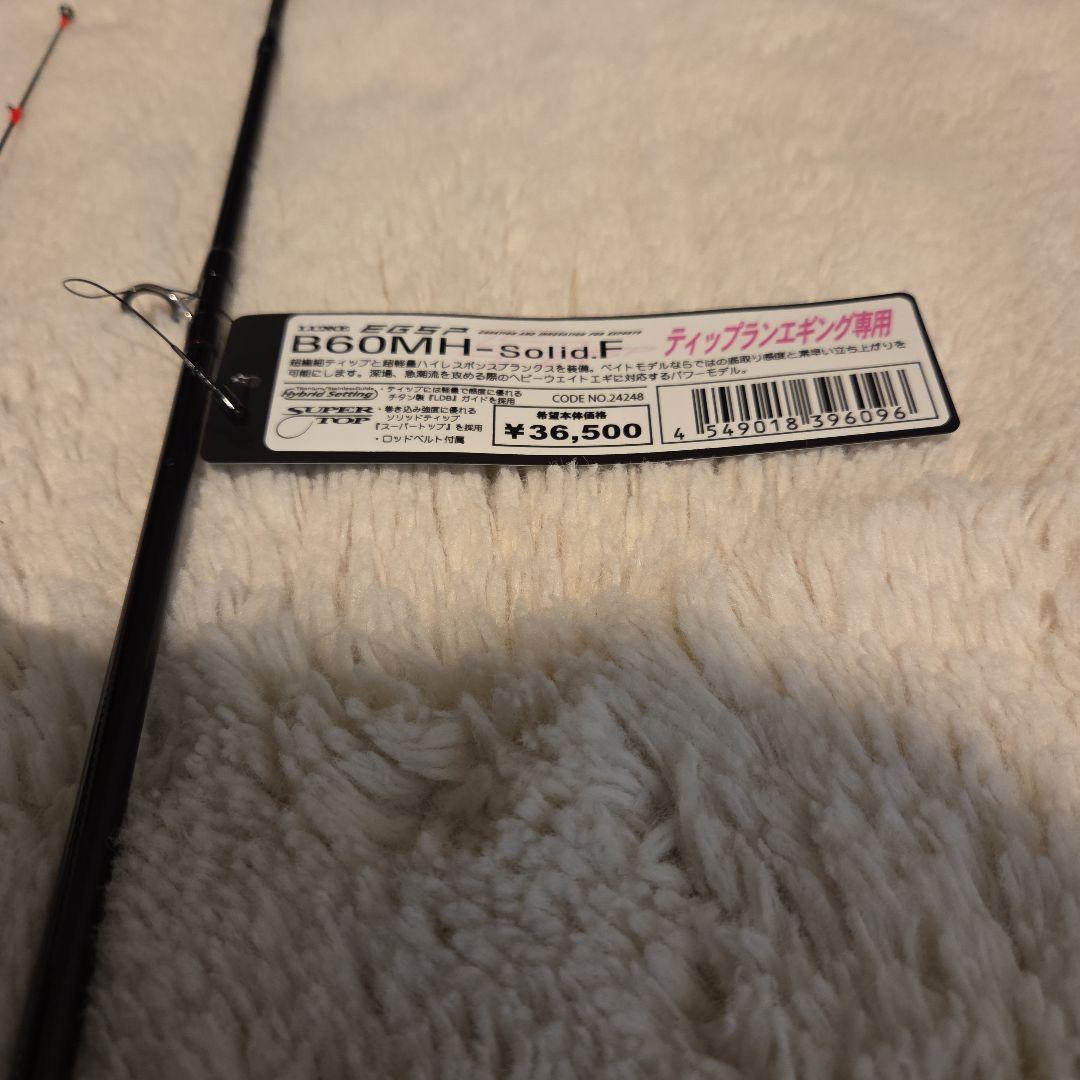 EGSP
B60MH-Solid.F ティップランエギング専用
超繊細ティップと超軽量ハイレスポンスブランクスを装備。ベイトモデルならではの底取り感度と素早い立ち上がりを
可能にします。深場、急潮流を攻める際のヘビーウェイトエギに対応するパワーモデル。
Titanium/Stainless Guide
Hybrid Setting
・ティップには軽量で感度に優れる
チタン製『LDB』ガイドを採用
SUPER TOP
・巻き込み強度に優れる
ソリッドティップ
『スーパートップ』を採用
・ロッドベルト付属
CODE NO.24248
希望本体価格
¥36,500
4 549018 396096